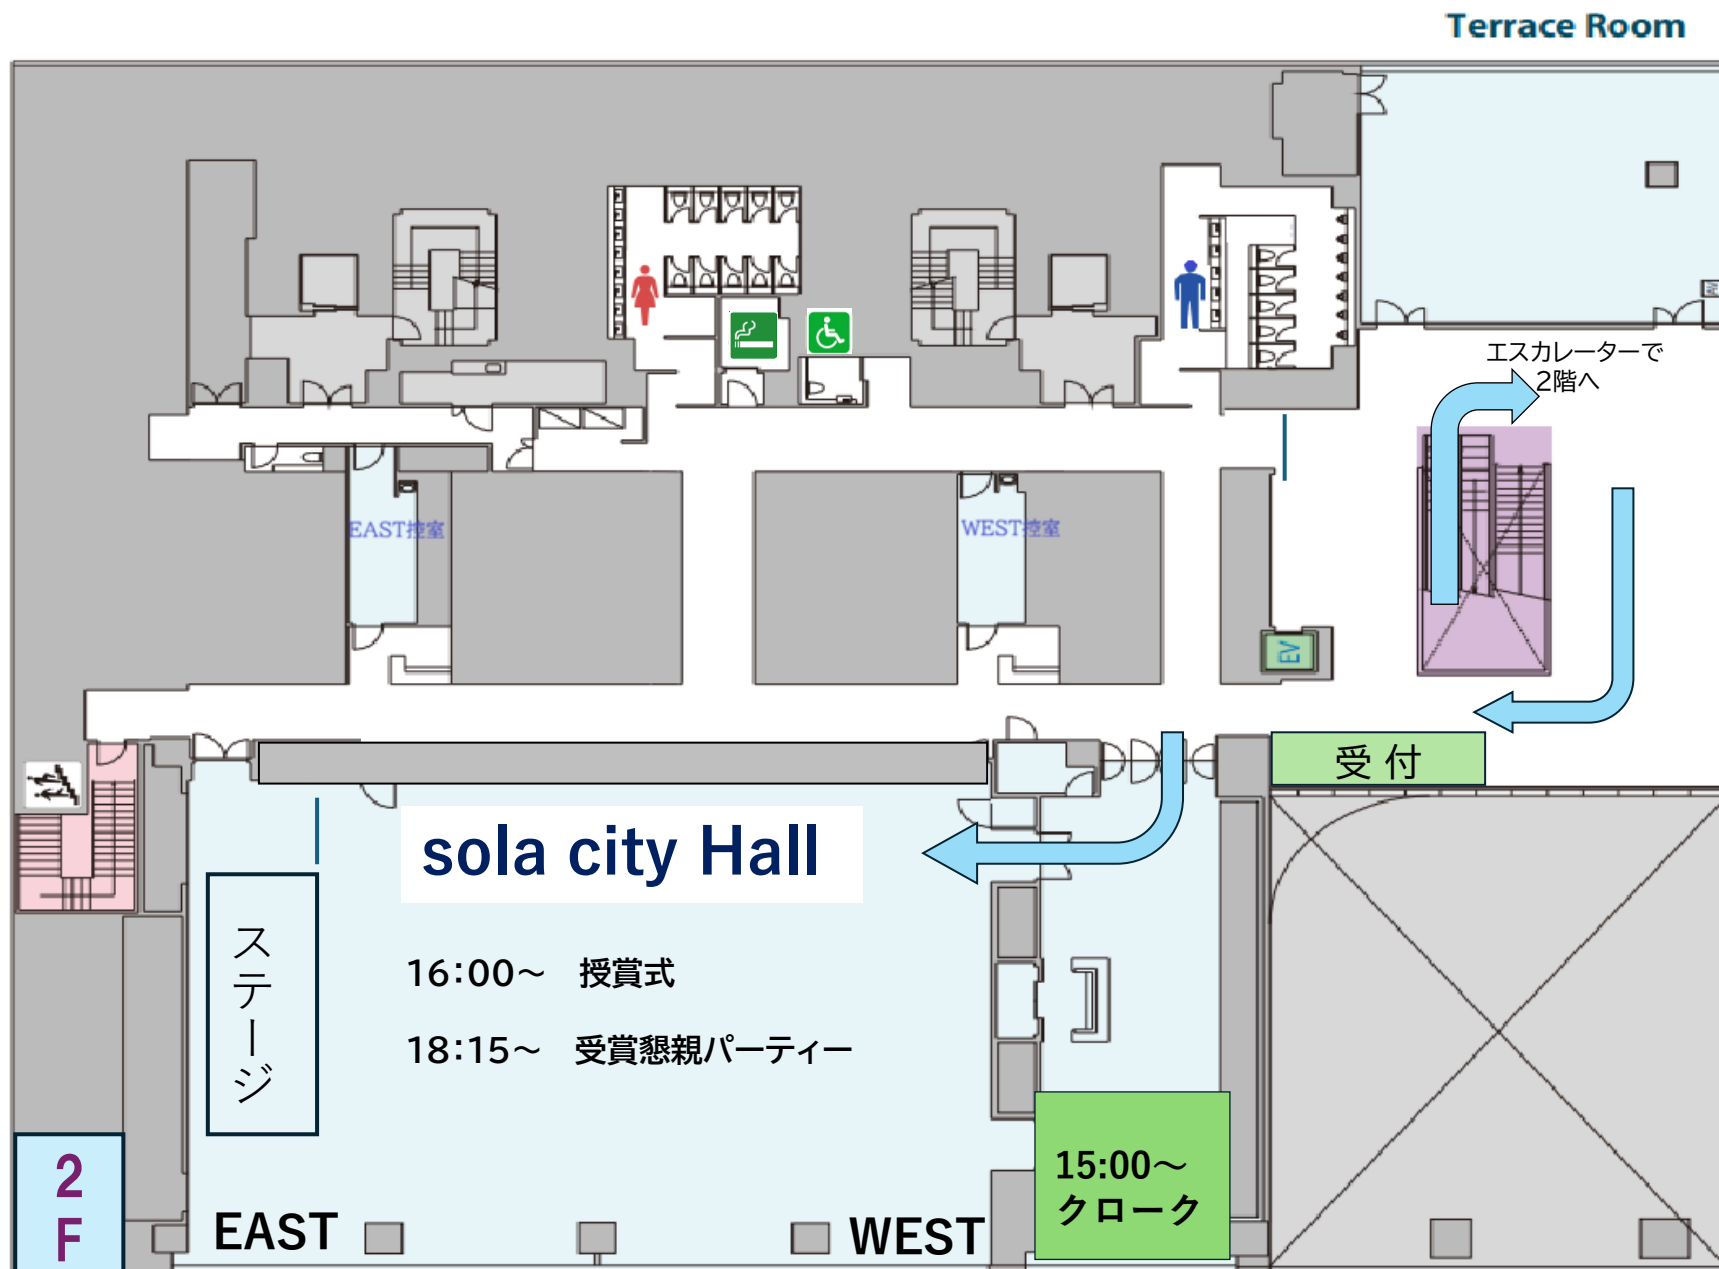 Terrace Room
エスカレーターで
2階へ
EAST控室
WEST控室
EV
受付
sola city Hall
ステージ
16:00～ 授賞式
18:15～ 受賞懇親パーティー
15:00～
クローク
2
F
EAST
WEST